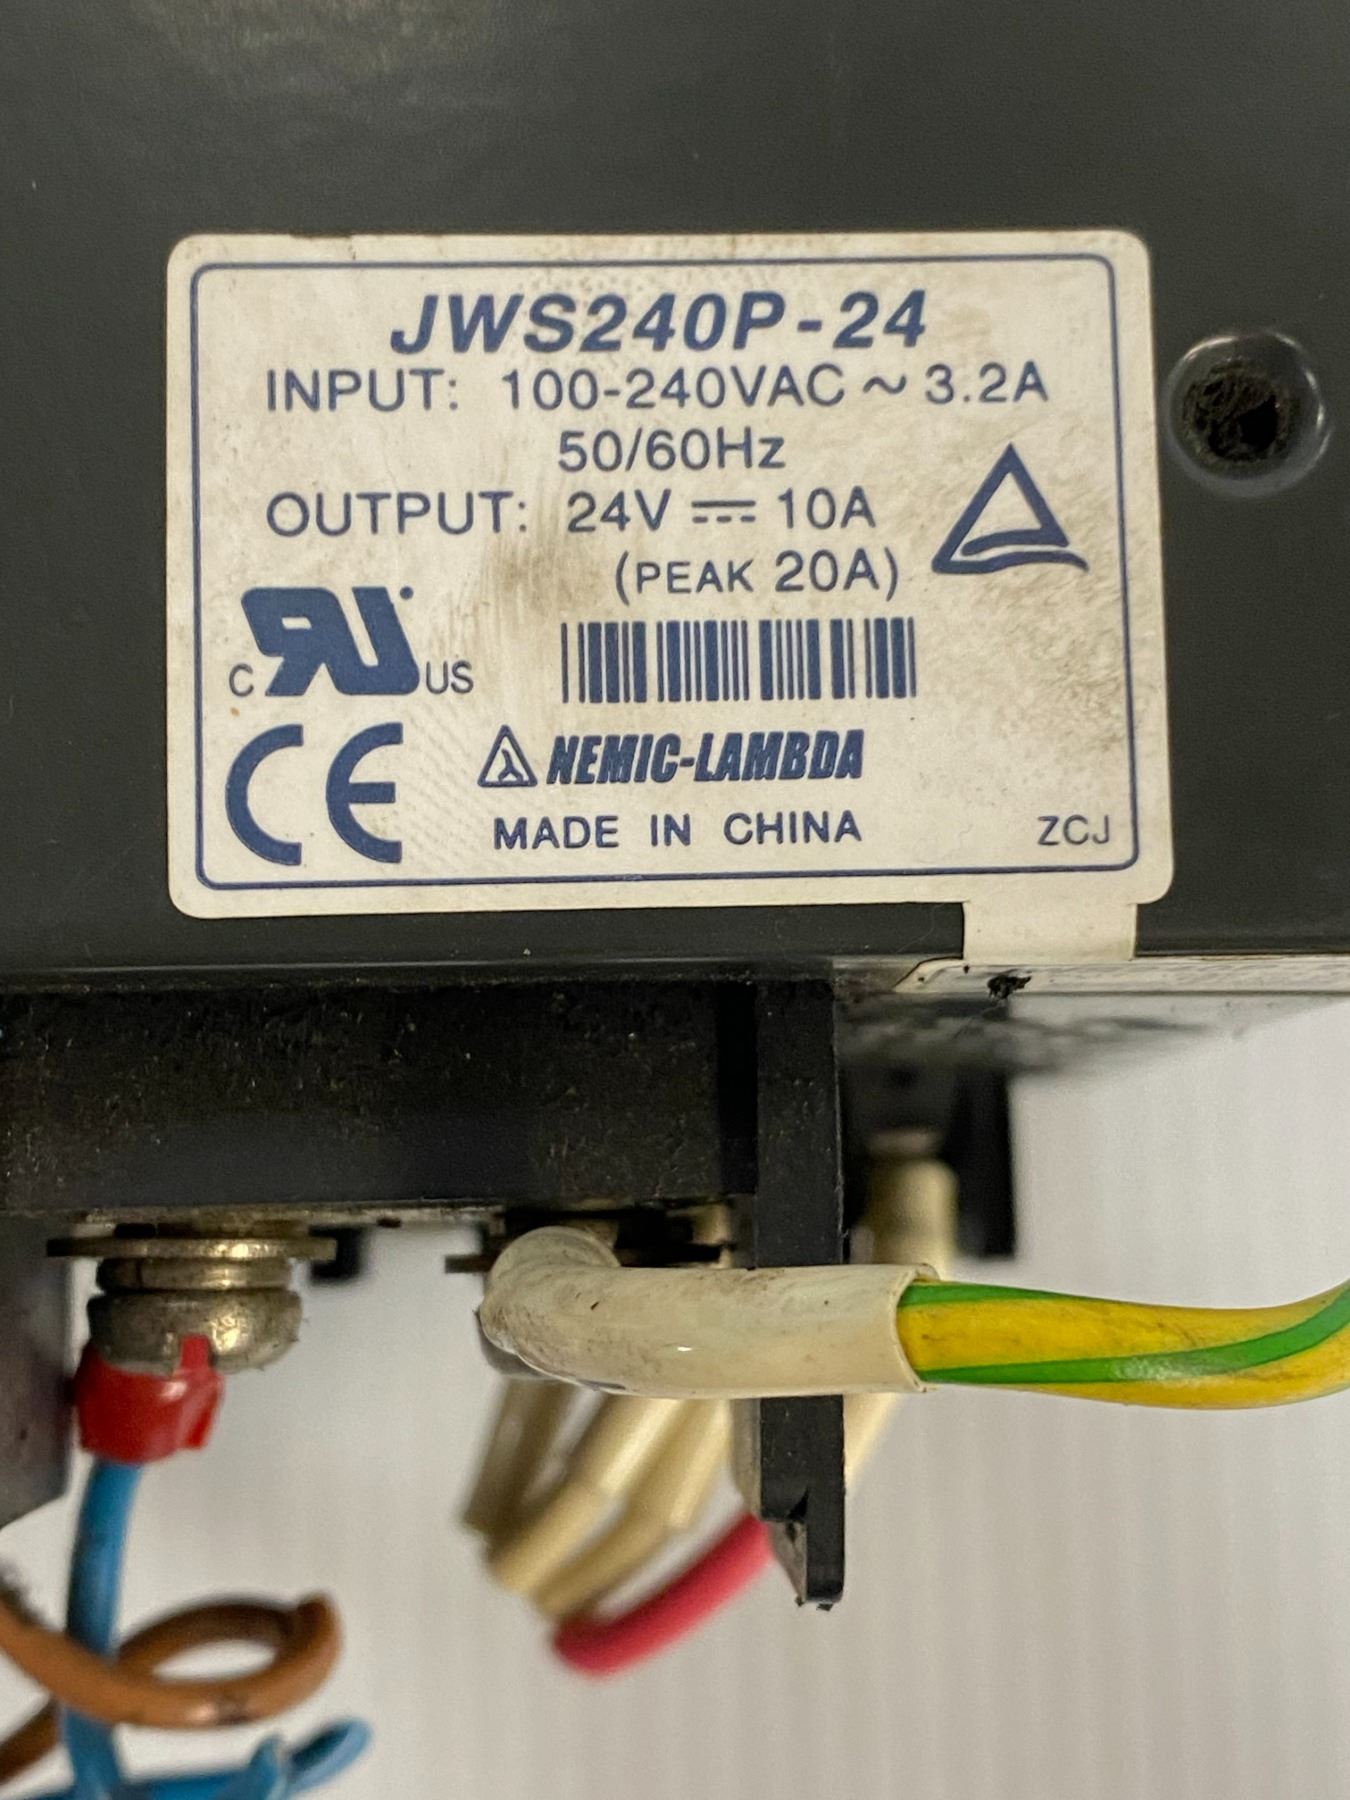 JWS240P-24
INPUT: 100-240VAC ~ 3.2A
50/60Hz
OUTPUT: 24V ⎓ 10A
(PEAK 20A)
c RU US
CE
NEMIC-LAMBDA
MADE IN CHINA
ZCJ